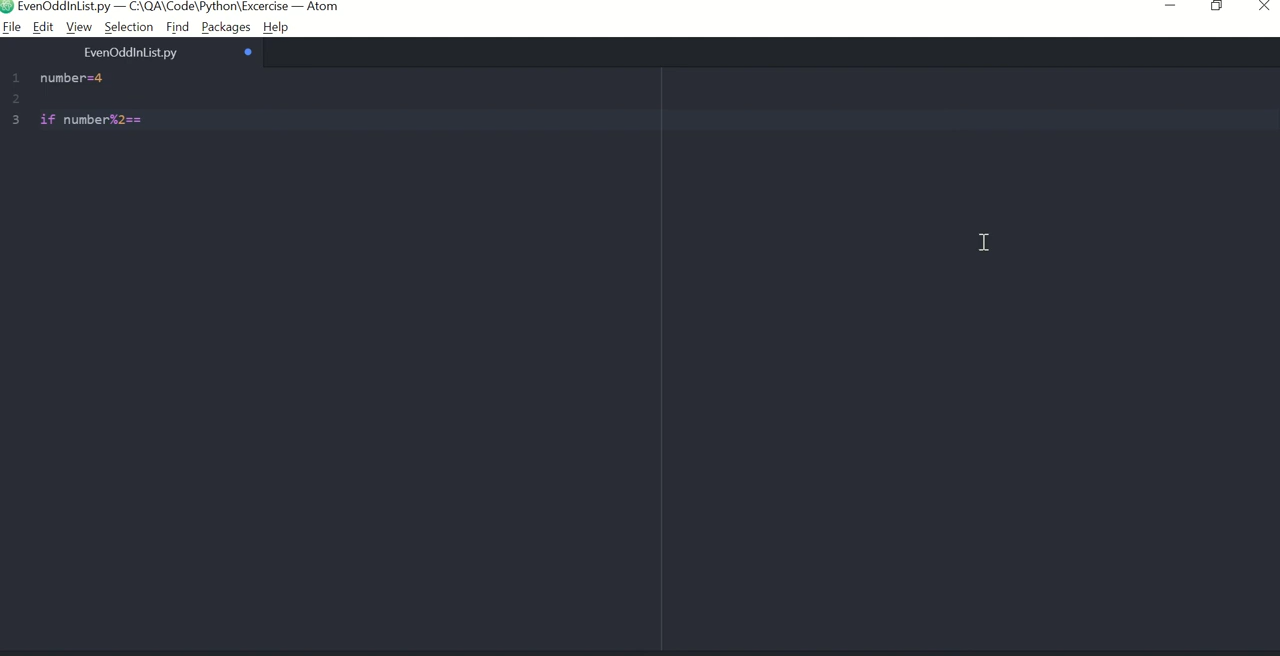 EvenOddInList.py — C:\QA\Code\Python\Excercise — Atom
File Edit View Selection Find Packages Help
EvenOddInList.py
1 number=4
2
3 if number%2==